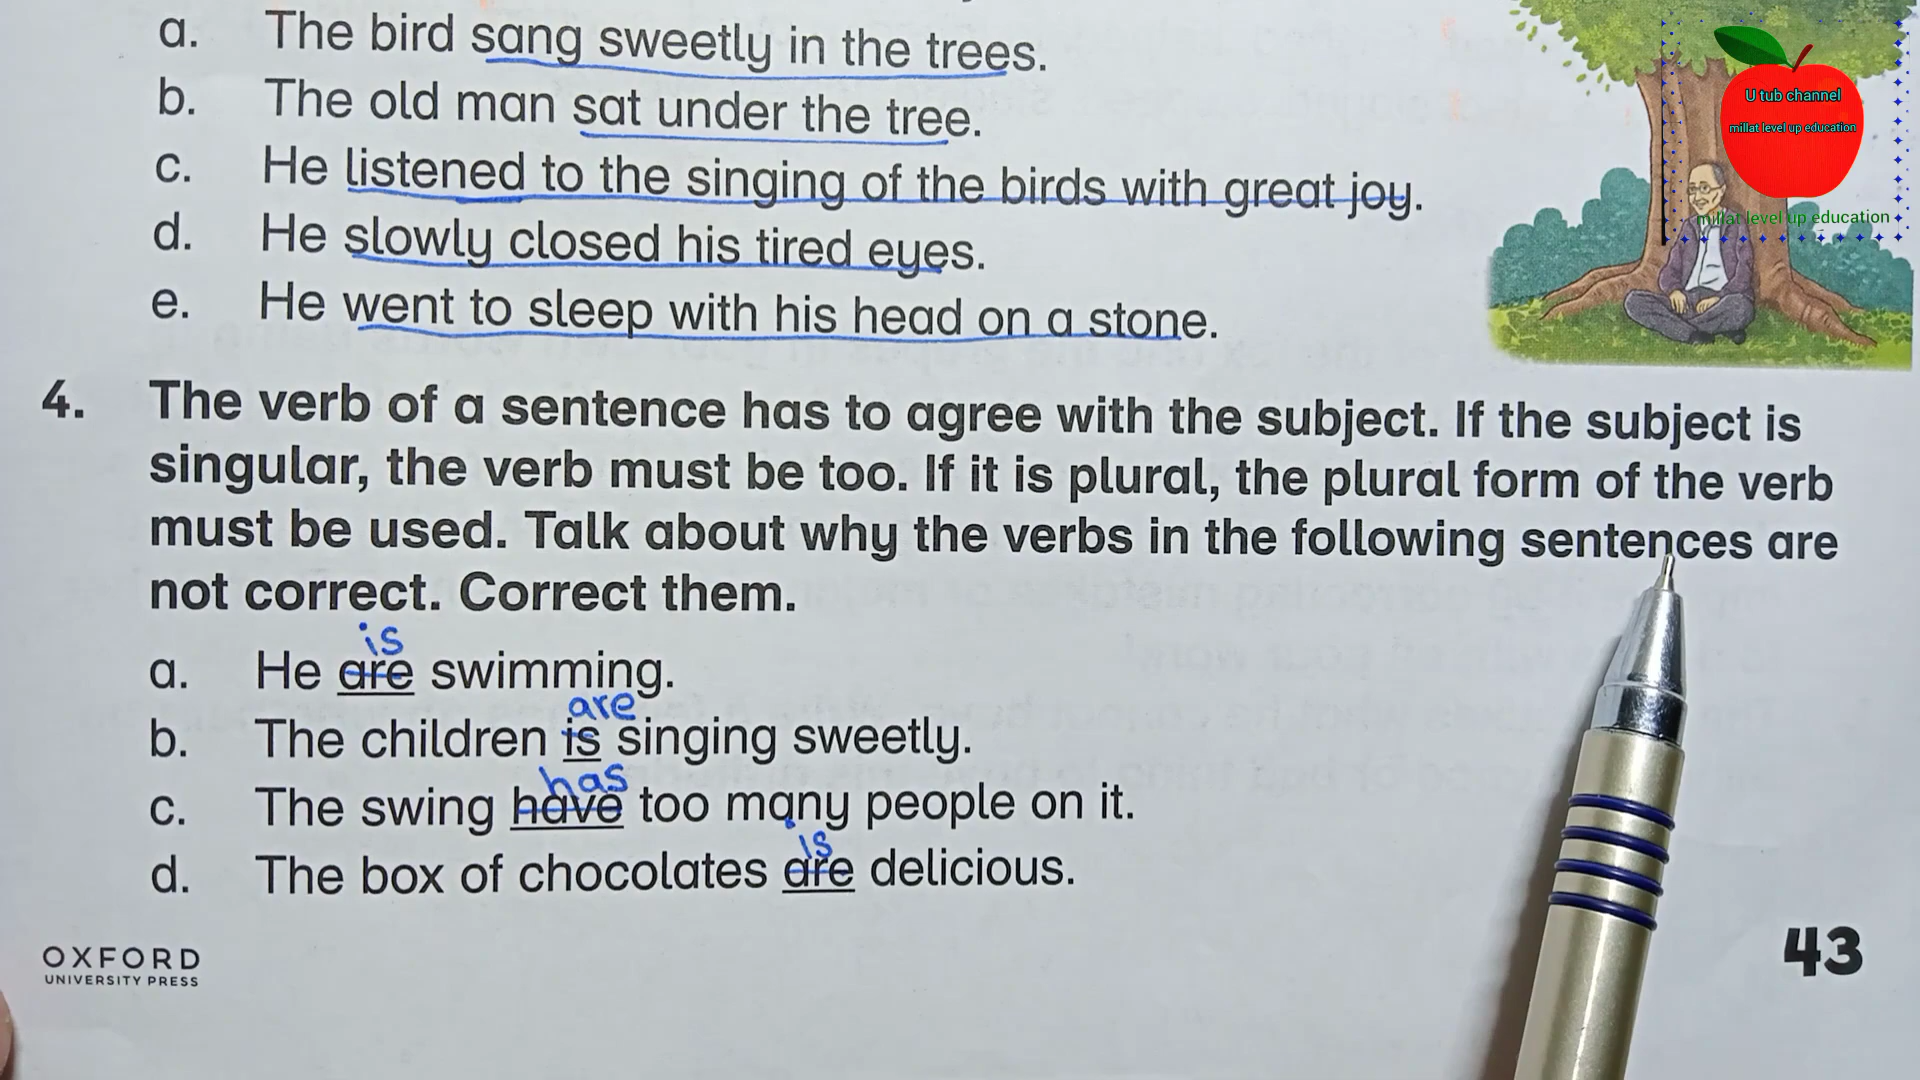 a. The bird sang sweetly in the trees.
b. The old man sat under the tree.
c. He listened to the singing of the birds with great joy.
d. He slowly closed his tired eyes.
e. He went to sleep with his head on a stone.
U tub channel
millat level up education
millat level up education
4. The verb of a sentence has to agree with the subject. If the subject is
singular, the verb must be too. If it is plural, the plural form of the verb
must be used. Talk about why the verbs in the following sentences are
not correct. Correct them.
is
a. He are swimming.
are
b. The children is singing sweetly.
has
c. The swing have too many people on it.
is
d. The box of chocolates are delicious.
OXFORD
UNIVERSITY PRESS
43